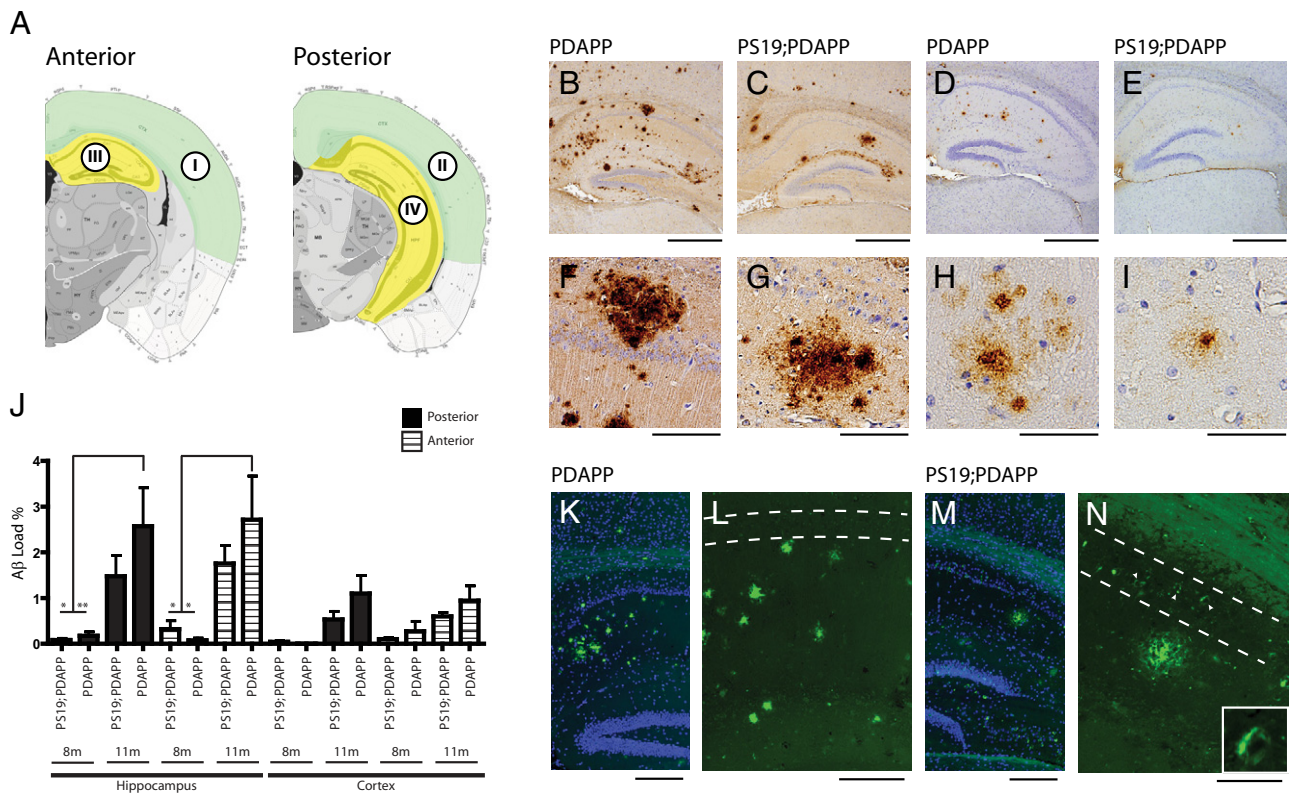 A
Anterior
Posterior
I
II
III
IV
PDAPP
PS19;PDAPP
PDAPP
PS19;PDAPP
B
C
D
E
F
G
H
I
J
Posterior
Anterior
Aβ Load %
4
3
2
1
0
* **
* *
PS19;PDAPP
PDAPP
PS19;PDAPP
PDAPP
PS19;PDAPP
PDAPP
PS19;PDAPP
PDAPP
PS19;PDAPP
PDAPP
PS19;PDAPP
PDAPP
PS19;PDAPP
PDAPP
PS19;PDAPP
PDAPP
8m
11m
8m
11m
8m
11m
8m
11m
Hippocampus
Cortex
PDAPP
PS19;PDAPP
K
L
M
N